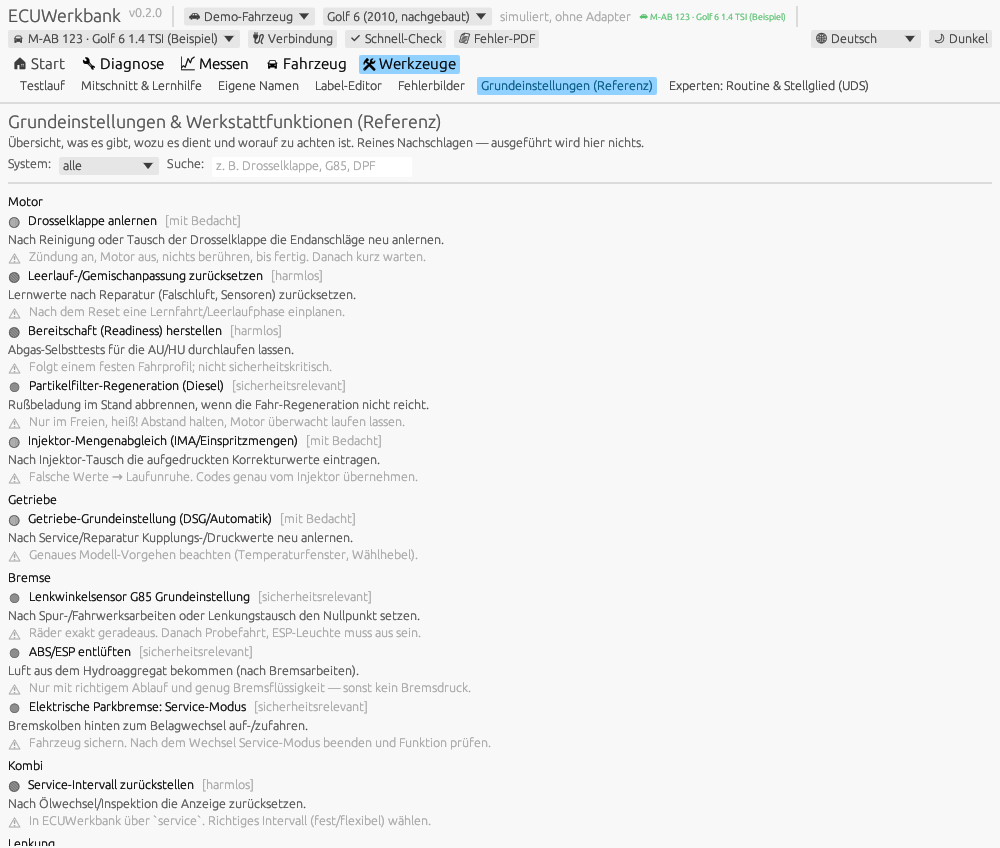 ECUWerkbank v0.2.0 Demo-Fahrzeug Golf 6 (2010, nachgebaut) simuliert, ohne Adapter M-AB 123 · Golf 6 1.4 TSI (Beispiel)
M-AB 123 · Golf 6 1.4 TSI (Beispiel) Verbindung Schnell-Check Fehler-PDF Deutsch Dunkel
Start Diagnose Messen Fahrzeug Werkzeuge
Testlauf Mitschnitt & Lernhilfe Eigene Namen Label-Editor Fehlerbilder Grundeinstellungen (Referenz) Experten: Routine & Stellglied (UDS)
Grundeinstellungen & Werkstattfunktionen (Referenz)
Übersicht, was es gibt, wozu es dient und worauf zu achten ist. Reines Nachschlagen — ausgeführt wird hier nichts.
System: alle Suche: z. B. Drosselklappe, G85, DPF
Motor
Drosselklappe anlernen [mit Bedacht]
Nach Reinigung oder Tausch der Drosselklappe die Endanschläge neu anlernen.
⚠ Zündung an, Motor aus, nichts berühren, bis fertig. Danach kurz warten.
Leerlauf-/Gemischanpassung zurücksetzen [harmlos]
Lernwerte nach Reparatur (Falschluft, Sensoren) zurücksetzen.
⚠ Nach dem Reset eine Lernfahrt/Leerlaufphase einplanen.
Bereitschaft (Readiness) herstellen [harmlos]
Abgas-Selbsttests für die AU/HU durchlaufen lassen.
⚠ Folgt einem festen Fahrprofil; nicht sicherheitskritisch.
Partikelfilter-Regeneration (Diesel) [sicherheitsrelevant]
Rußbeladung im Stand abbrennen, wenn die Fahr-Regeneration nicht reicht.
⚠ Nur im Freien, heiß! Abstand halten, Motor überwacht laufen lassen.
Injektor-Mengenabgleich (IMA/Einspritzmengen) [mit Bedacht]
Nach Injektor-Tausch die aufgedruckten Korrekturwerte eintragen.
⚠ Falsche Werte → Laufunruhe. Codes genau vom Injektor übernehmen.
Getriebe
Getriebe-Grundeinstellung (DSG/Automatik) [mit Bedacht]
Nach Service/Reparatur Kupplungs-/Druckwerte neu anlernen.
⚠ Genaues Modell-Vorgehen beachten (Temperaturfenster, Wählhebel).
Bremse
Lenkwinkelsensor G85 Grundeinstellung [sicherheitsrelevant]
Nach Spur-/Fahrwerksarbeiten oder Lenkungstausch den Nullpunkt setzen.
⚠ Räder exakt geradeaus. Danach Probefahrt, ESP-Leuchte muss aus sein.
ABS/ESP entlüften [sicherheitsrelevant]
Luft aus dem Hydroaggregat bekommen (nach Bremsarbeiten).
⚠ Nur mit richtigem Ablauf und genug Bremsflüssigkeit — sonst kein Bremsdruck.
Elektrische Parkbremse: Service-Modus [sicherheitsrelevant]
Bremskolben hinten zum Belagwechsel auf-/zufahren.
⚠ Fahrzeug sichern. Nach dem Wechsel Service-Modus beenden und Funktion prüfen.
Kombi
Service-Intervall zurückstellen [harmlos]
Nach Ölwechsel/Inspektion die Anzeige zurücksetzen.
⚠ In ECUWerkbank über `service`. Richtiges Intervall (fest/flexibel) wählen.
Lenkung